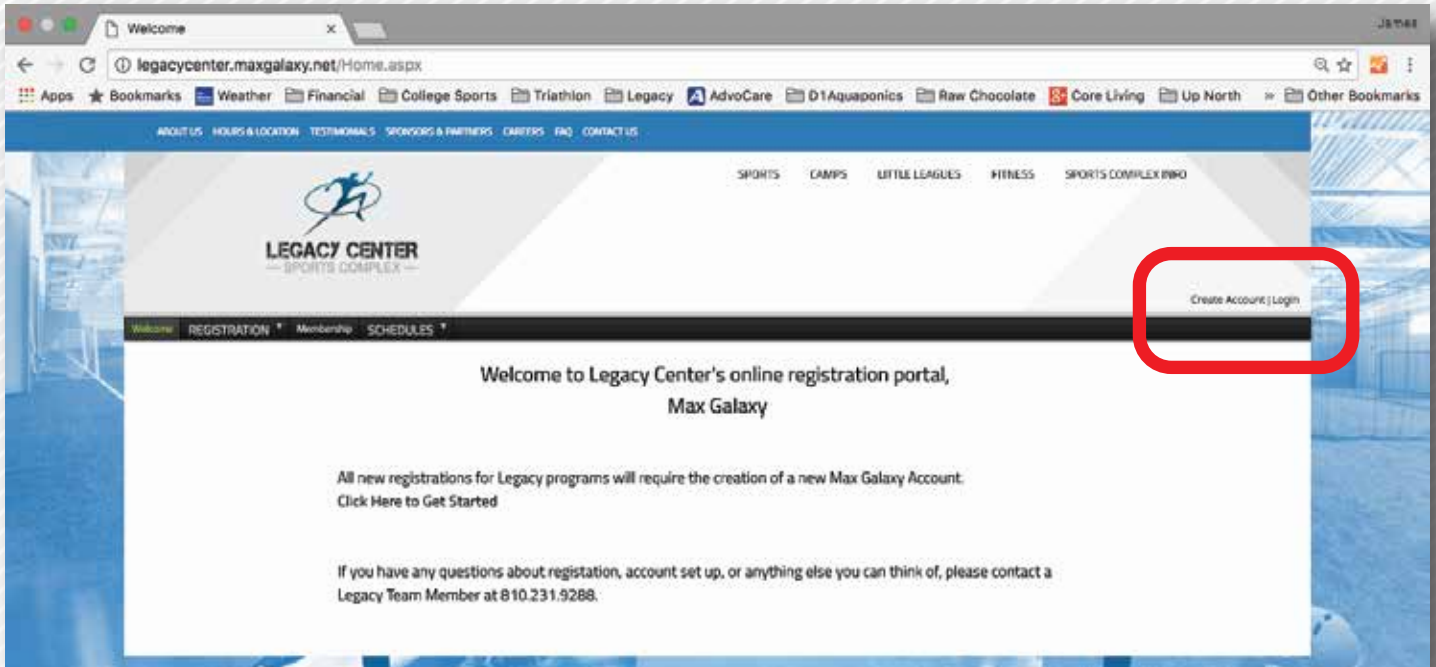 Welcome ×
James
legacycenter.maxgalaxy.net/Home.aspx
Apps Bookmarks Weather Financial College Sports Triathlon Legacy AdvoCare D1Aquaponics Raw Chocolate Core Living Up North » Other Bookmarks
ABOUT US HOURS & LOCATION TESTIMONIALS SPONSORS & PARTNERS CAREERS FAQ CONTACT US
SPORTS CAMPS LITTLE LEAGUES FITNESS SPORTS COMPLEX INFO
LEGACY CENTER
— SPORTS COMPLEX —
Create Account | Login
Welcome REGISTRATION Membership SCHEDULES
Welcome to Legacy Center's online registration portal,
Max Galaxy
All new registrations for Legacy programs will require the creation of a new Max Galaxy Account.
Click Here to Get Started
If you have any questions about registation, account set up, or anything else you can think of, please contact a
Legacy Team Member at 810.231.9288.